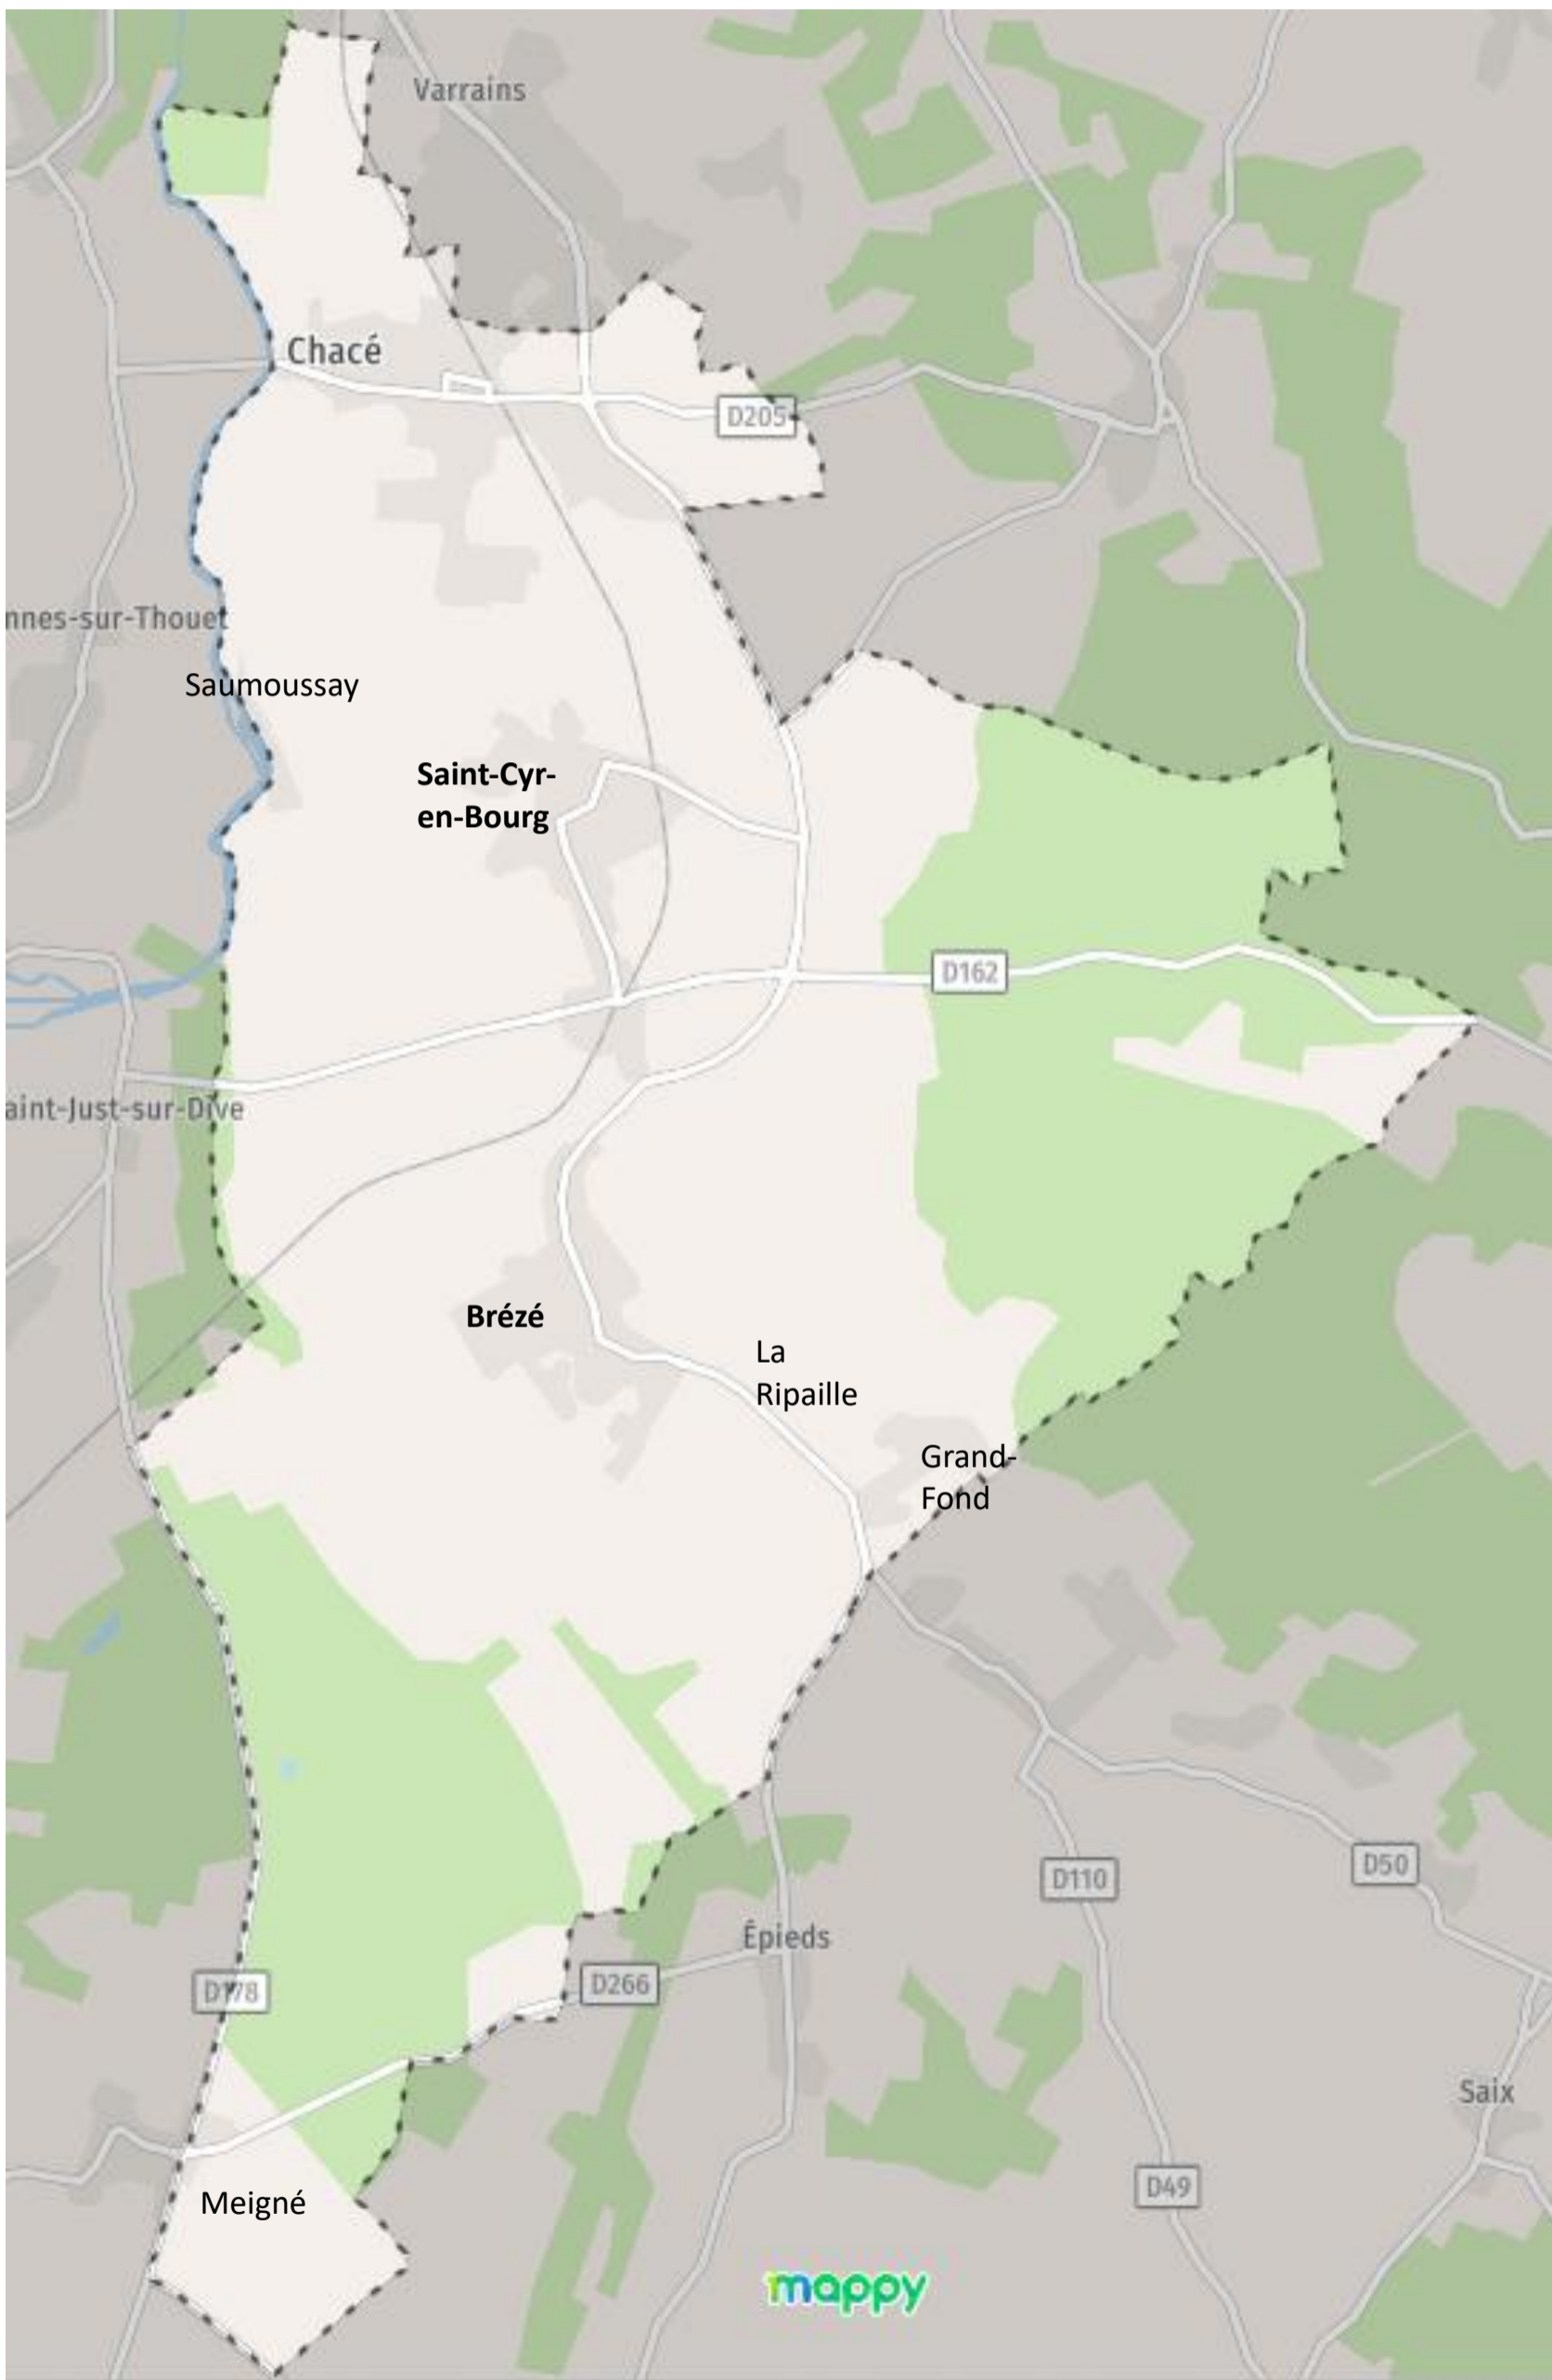 Varrains
Chacé
D205
nnes-sur-Thouet
Saumoussay
Saint-Cyr-
en-Bourg
D162
aint-Just-sur-Dive
Brézé
La
Ripaille
Grand-
Fond
D110
D50
Épieds
D266
D178
Saix
D49
Meigné
mappy